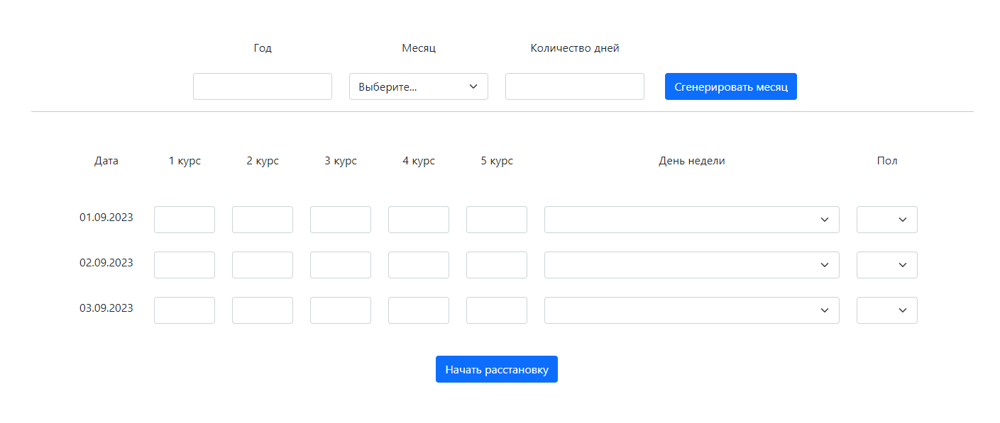 Год Месяц Количество дней
Выберите... Сгенерировать месяц
Дата 1 курс 2 курс 3 курс 4 курс 5 курс День недели Пол
01.09.2023
02.09.2023
03.09.2023
Начать расстановку